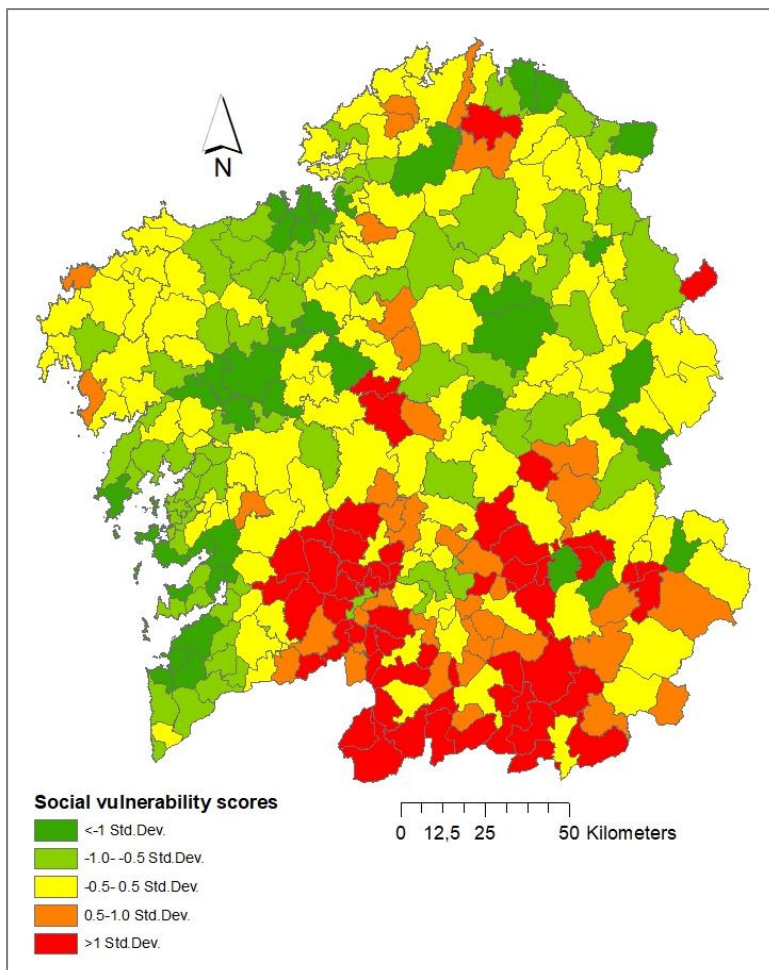 N
Social vulnerability scores
<-1 Std.Dev.
-1.0- -0.5 Std.Dev.
-0.5- 0.5 Std.Dev.
0.5-1.0 Std.Dev.
>1 Std.Dev.
0 12,5 25 50 Kilometers